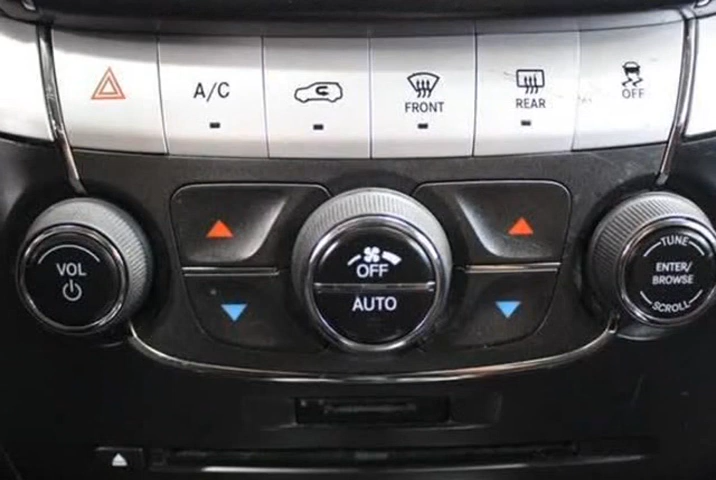 A/C
FRONT
REAR
OFF
VOL
OFF
AUTO
TUNE
ENTER/
BROWSE
SCROLL